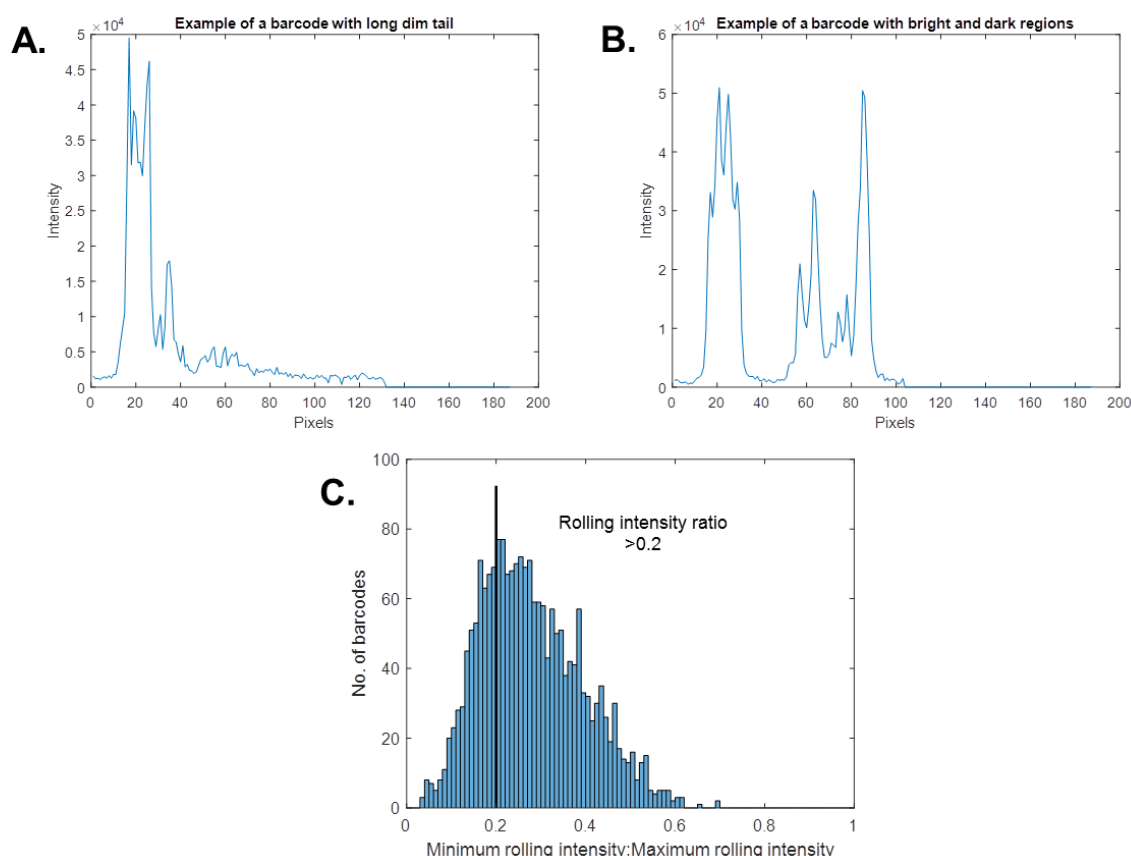 A.
Example of a barcode with long dim tail
×10⁴
5
4.5
4
3.5
3
2.5
2
1.5
1
0.5
0
Intensity
0 20 40 60 80 100 120 140 160 180 200
Pixels
B.
Example of a barcode with bright and dark regions
×10⁴
6
5
4
3
2
1
0
Intensity
0 20 40 60 80 100 120 140 160 180 200
Pixels
C.
100
80
60
40
20
0
No. of barcodes
Rolling intensity ratio
>0.2
0 0.2 0.4 0.6 0.8 1
Minimum rolling intensity:Maximum rolling intensity